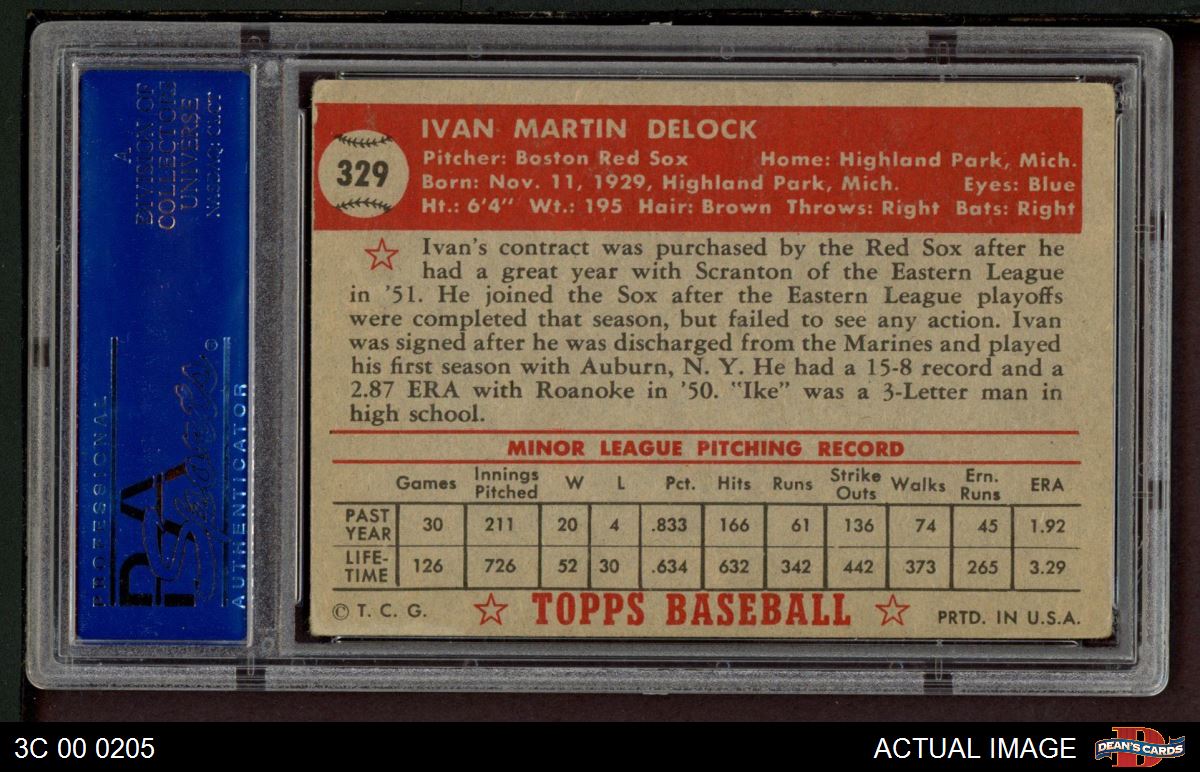 A
DIVISION OF
COLLECTORS
UNIVERSE
NASDAQ: CLCT
PROFESSIONAL
PSA
Sports
AUTHENTICATOR
329
IVAN MARTIN DELOCK
Pitcher: Boston Red Sox Home: Highland Park, Mich.
Born: Nov. 11, 1929, Highland Park, Mich. Eyes: Blue
Ht.: 6'4" Wt.: 195 Hair: Brown Throws: Right Bats: Right
Ivan's contract was purchased by the Red Sox after he
had a great year with Scranton of the Eastern League
in '51. He joined the Sox after the Eastern League playoffs
were completed that season, but failed to see any action. Ivan
was signed after he was discharged from the Marines and played
his first season with Auburn, N. Y. He had a 15-8 record and a
2.87 ERA with Roanoke in '50. "Ike" was a 3-Letter man in
high school.
MINOR LEAGUE PITCHING RECORD
Games Innings Pitched W L Pct. Hits Runs Strike Outs Walks Ern. Runs ERA
PAST YEAR 30 211 20 4 .833 166 61 136 74 45 1.92
LIFE-TIME 126 726 52 30 .634 632 342 442 373 265 3.29
© T. C. G. TOPPS BASEBALL PRTD. IN U.S.A.
3C 00 0205
ACTUAL IMAGE
DEAN'S CARDS